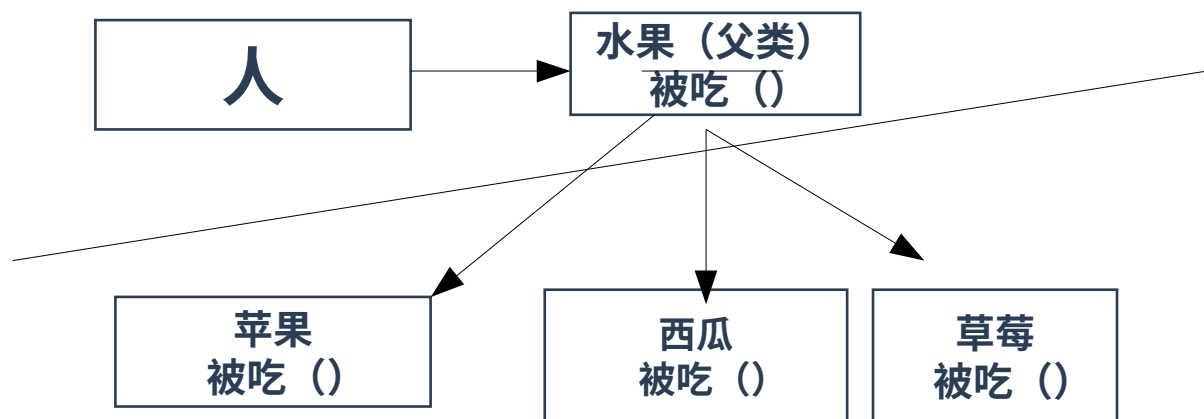 人
水果（父类）
被吃（）
苹果
被吃（）
西瓜
被吃（）
草莓
被吃（）